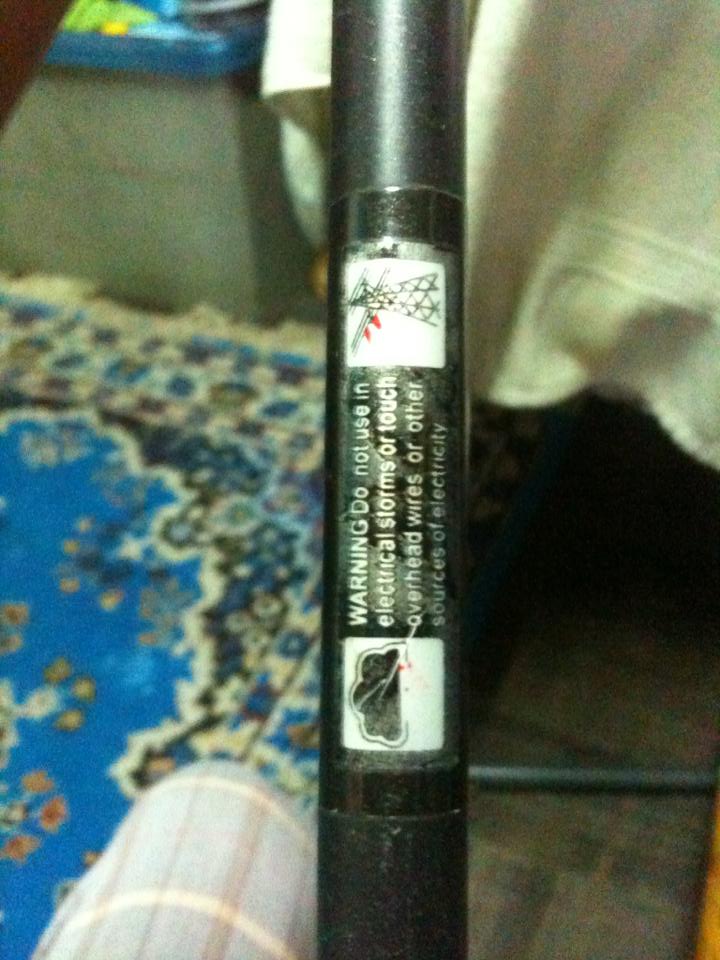 WARNING Do not use in
electrical storms or touch
overhead wires or other
sources of electricity